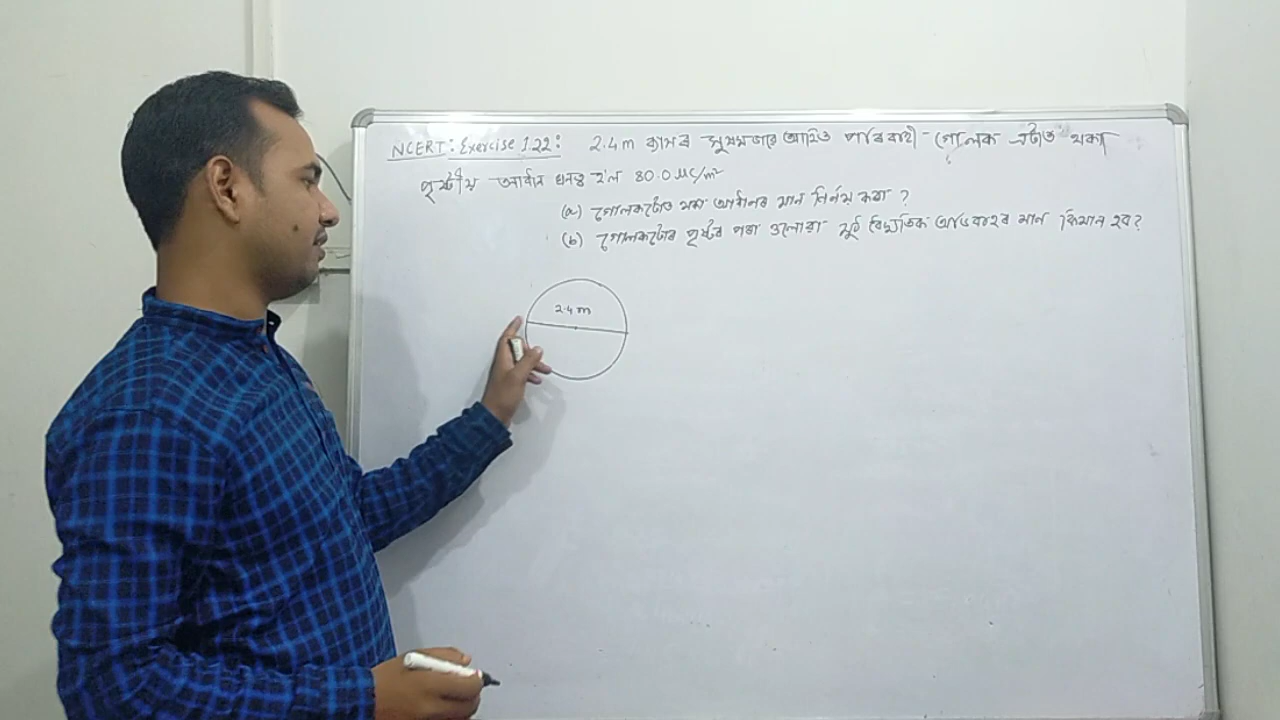 NCERT: Exercise 1.22: 2.4 m ব্যাসৰ সুষমভাৱে আহিত পৰিবাহী গোলক এটাত থকা
পৃষ্ঠীয় আধান ঘনত্ব হ'ল 80.0 μC/m²
(a) গোলকটোত থকা আধানৰ মান নিৰ্ণয় কৰা ?
(b) গোলকটোৰ পৃষ্ঠৰ পৰা ওলোৱা মুঠ বৈদ্যুতিক অভিবাহৰ মান কিমান হব ?
2.4 m